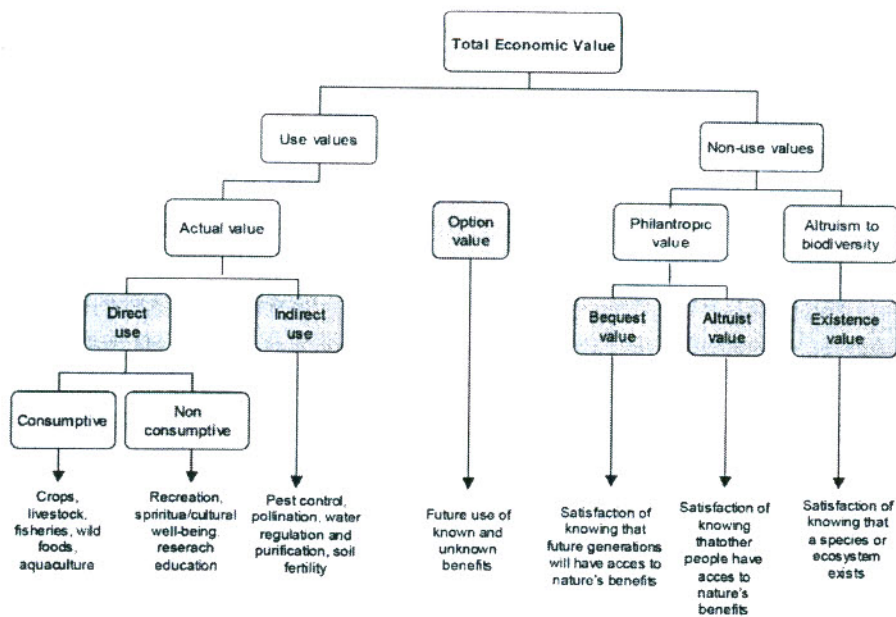 Total Economic Value
Use values
Non-use values
Actual value
Option
value
Philantropic
value
Altruism to
biodiversity
Direct
use
Indirect
use
Bequest
value
Altruist
value
Existence
value
Consumptive
Non
consumptive
Crops,
livestock,
fisheries, wild
foods,
aquaculture
Recreation,
spriritua/cultural
well-being,
reserach
education
Pest control,
pollination, water
regulation and
purification, soil
fertility
Future use of
known and
unknown
benefits
Satisfaction of
knowing that
future generations
will have acces to
nature's benefits
Satisfaction of
knowing
thatother
people have
acces to
nature's
benefits
Satisfaction of
knowing that
a species or
ecosystem
exists